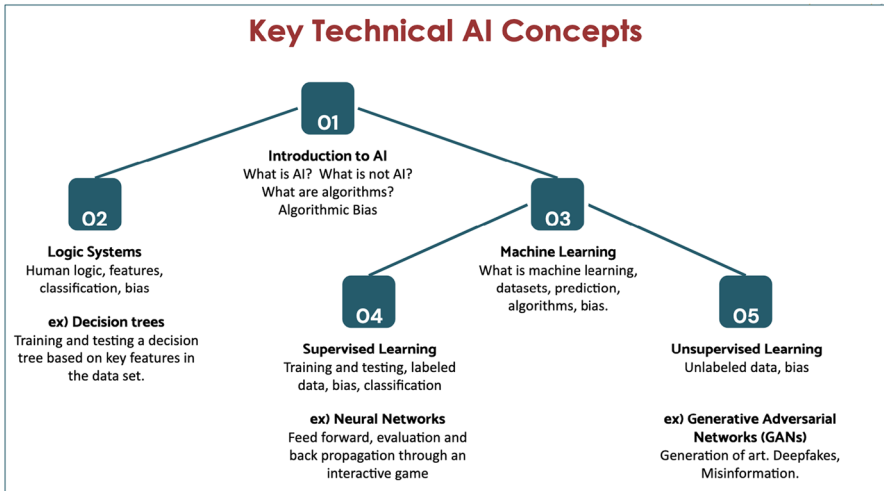 Key Technical AI Concepts
01
Introduction to AI
What is AI?  What is not AI?
What are algorithms?
Algorithmic Bias
02
Logic Systems
Human logic, features,
classification, bias
ex) Decision trees
Training and testing a decision
tree based on key features in
the data set.
03
Machine Learning
What is machine learning,
datasets, prediction,
algorithms, bias.
04
Supervised Learning
Training and testing, labeled
data, bias, classification
ex) Neural Networks
Feed forward, evaluation and
back propagation through an
interactive game
05
Unsupervised Learning
Unlabeled data, bias
ex) Generative Adversarial
Networks (GANs)
Generation of art. Deepfakes,
Misinformation.